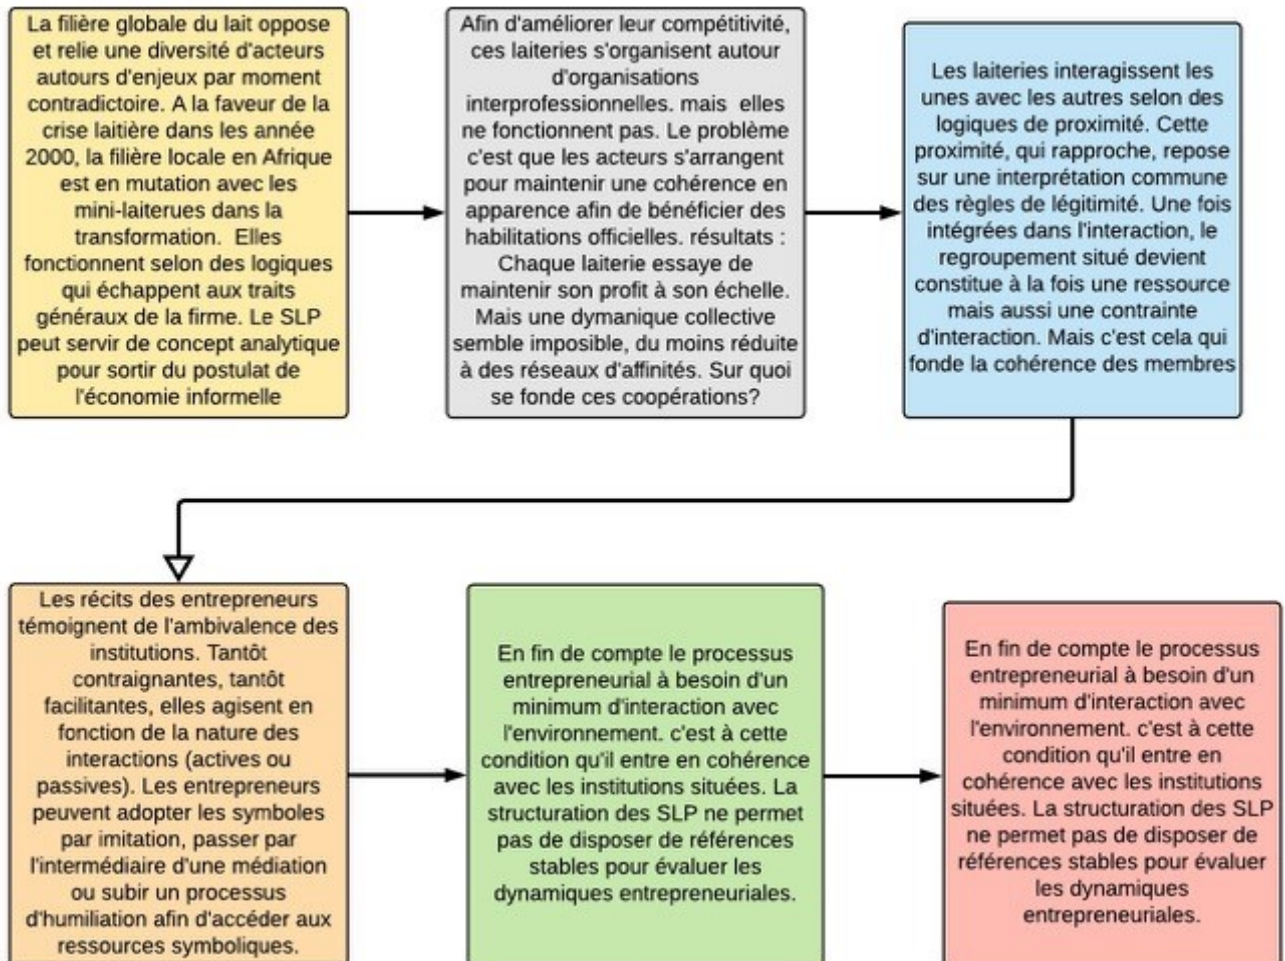 La filière globale du lait oppose
et relie une diversité d'acteurs
autours d'enjeux par moment
contradictoire. A la faveur de la
crise laitière dans les année
2000, la filière locale en Afrique
est en mutation avec les
mini-laiterues dans la
transformation.  Elles
fonctionnent selon des logiques
qui échappent aux traits
généraux de la firme. Le SLP
peut servir de concept analytique
pour sortir du postulat de
l'économie informelle
Afin d'améliorer leur compétitivité,
ces laiteries s'organisent autour
d'organisations
interprofessionnelles. mais  elles
ne fonctionnent pas. Le problème
c'est que les acteurs s'arrangent
pour maintenir une cohérence en
apparence afin de bénéficier des
habilitations officielles. résultats :
Chaque laiterie essaye de
maintenir son profit à son échelle.
Mais une dymanique collective
semble imposible, du moins réduite
à des réseaux d'affinités. Sur quoi
se fonde ces coopérations?
Les laiteries interagissent les
unes avec les autres selon des
logiques de proximité. Cette
proximité, qui rapproche, repose
sur une interprétation commune
des règles de légitimité. Une fois
intégrées dans l'interaction, le
regroupement situé devient
constitue à la fois une ressource
mais aussi une contrainte
d'interaction. Mais c'est cela qui
fonde la cohérence des membres
Les récits des entrepreneurs
témoignent de l'ambivalence des
institutions. Tantôt
contraignantes, tantôt
facilitantes, elles agisent en
fonction de la nature des
interactions (actives ou
passives). Les entrepreneurs
peuvent adopter les symboles
par imitation, passer par
l'intermédiaire d'une médiation
ou subir un processus
d'humiliation afin d'accéder aux
ressources symboliques.
En fin de compte le processus
entrepreneurial à besoin d'un
minimum d'interaction avec
l'environnement. c'est à cette
condition qu'il entre en cohérence
avec les institutions situées. La
structuration des SLP ne permet
pas de disposer de références
stables pour évaluer les
dynamiques entrepreneuriales.
En fin de compte le processus
entrepreneurial à besoin d'un
minimum d'interaction avec
l'environnement. c'est à cette
condition qu'il entre en
cohérence avec les institutions
situées. La structuration des SLP
ne permet pas de disposer de
références stables pour évaluer
les dynamiques
entrepreneuriales.